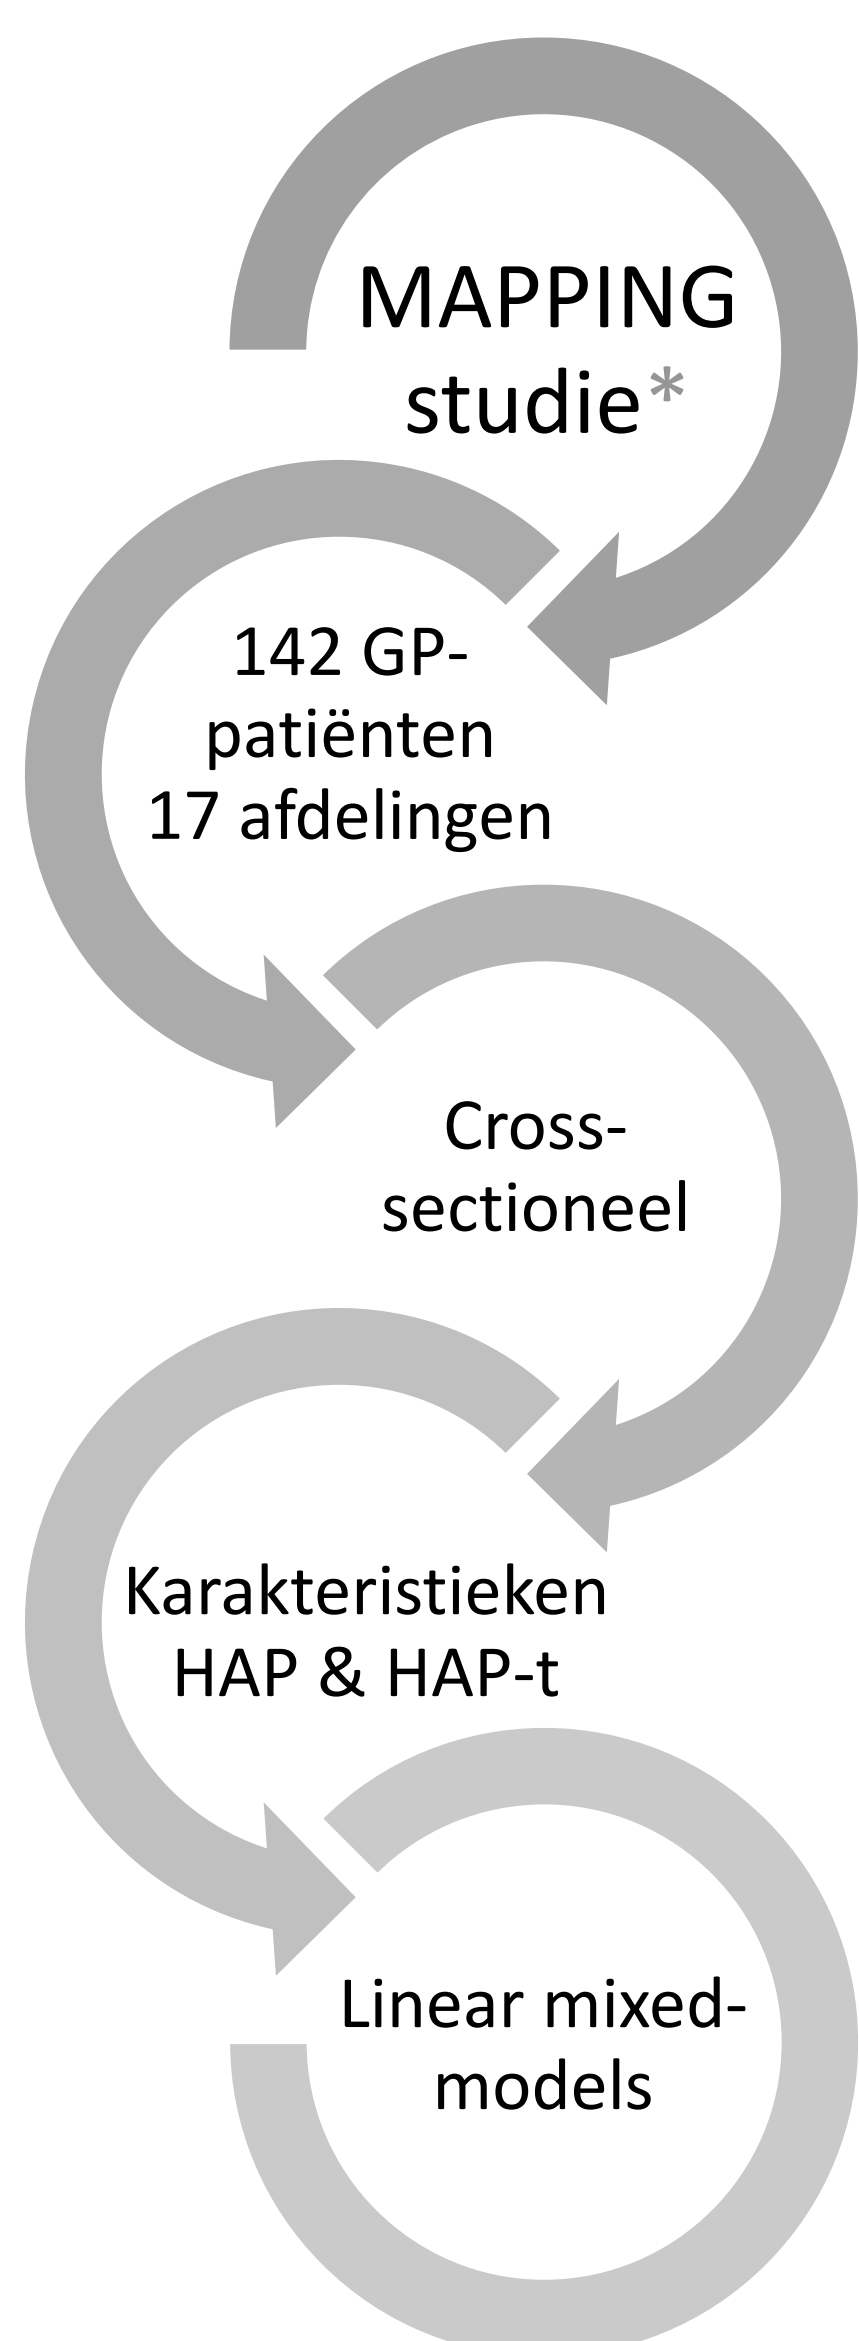 MAPPING
studie*
142 GP-
patiënten
17 afdelingen
Cross-
sectioneel
Karakteristieken
HAP & HAP-t
Linear mixed-
models